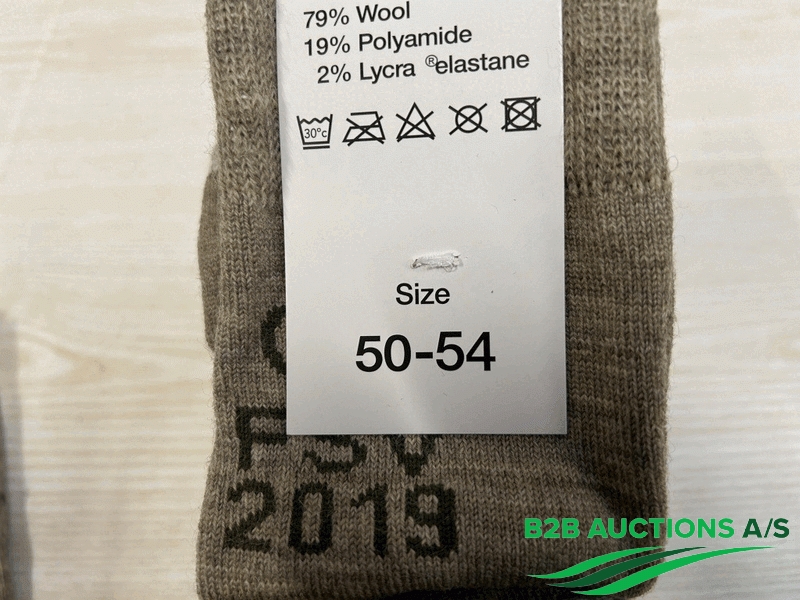 79% Wool
19% Polyamide
2% Lycra ®elastane
30°c
Size
50-54
FSV
2019
B2B AUCTIONS A/S